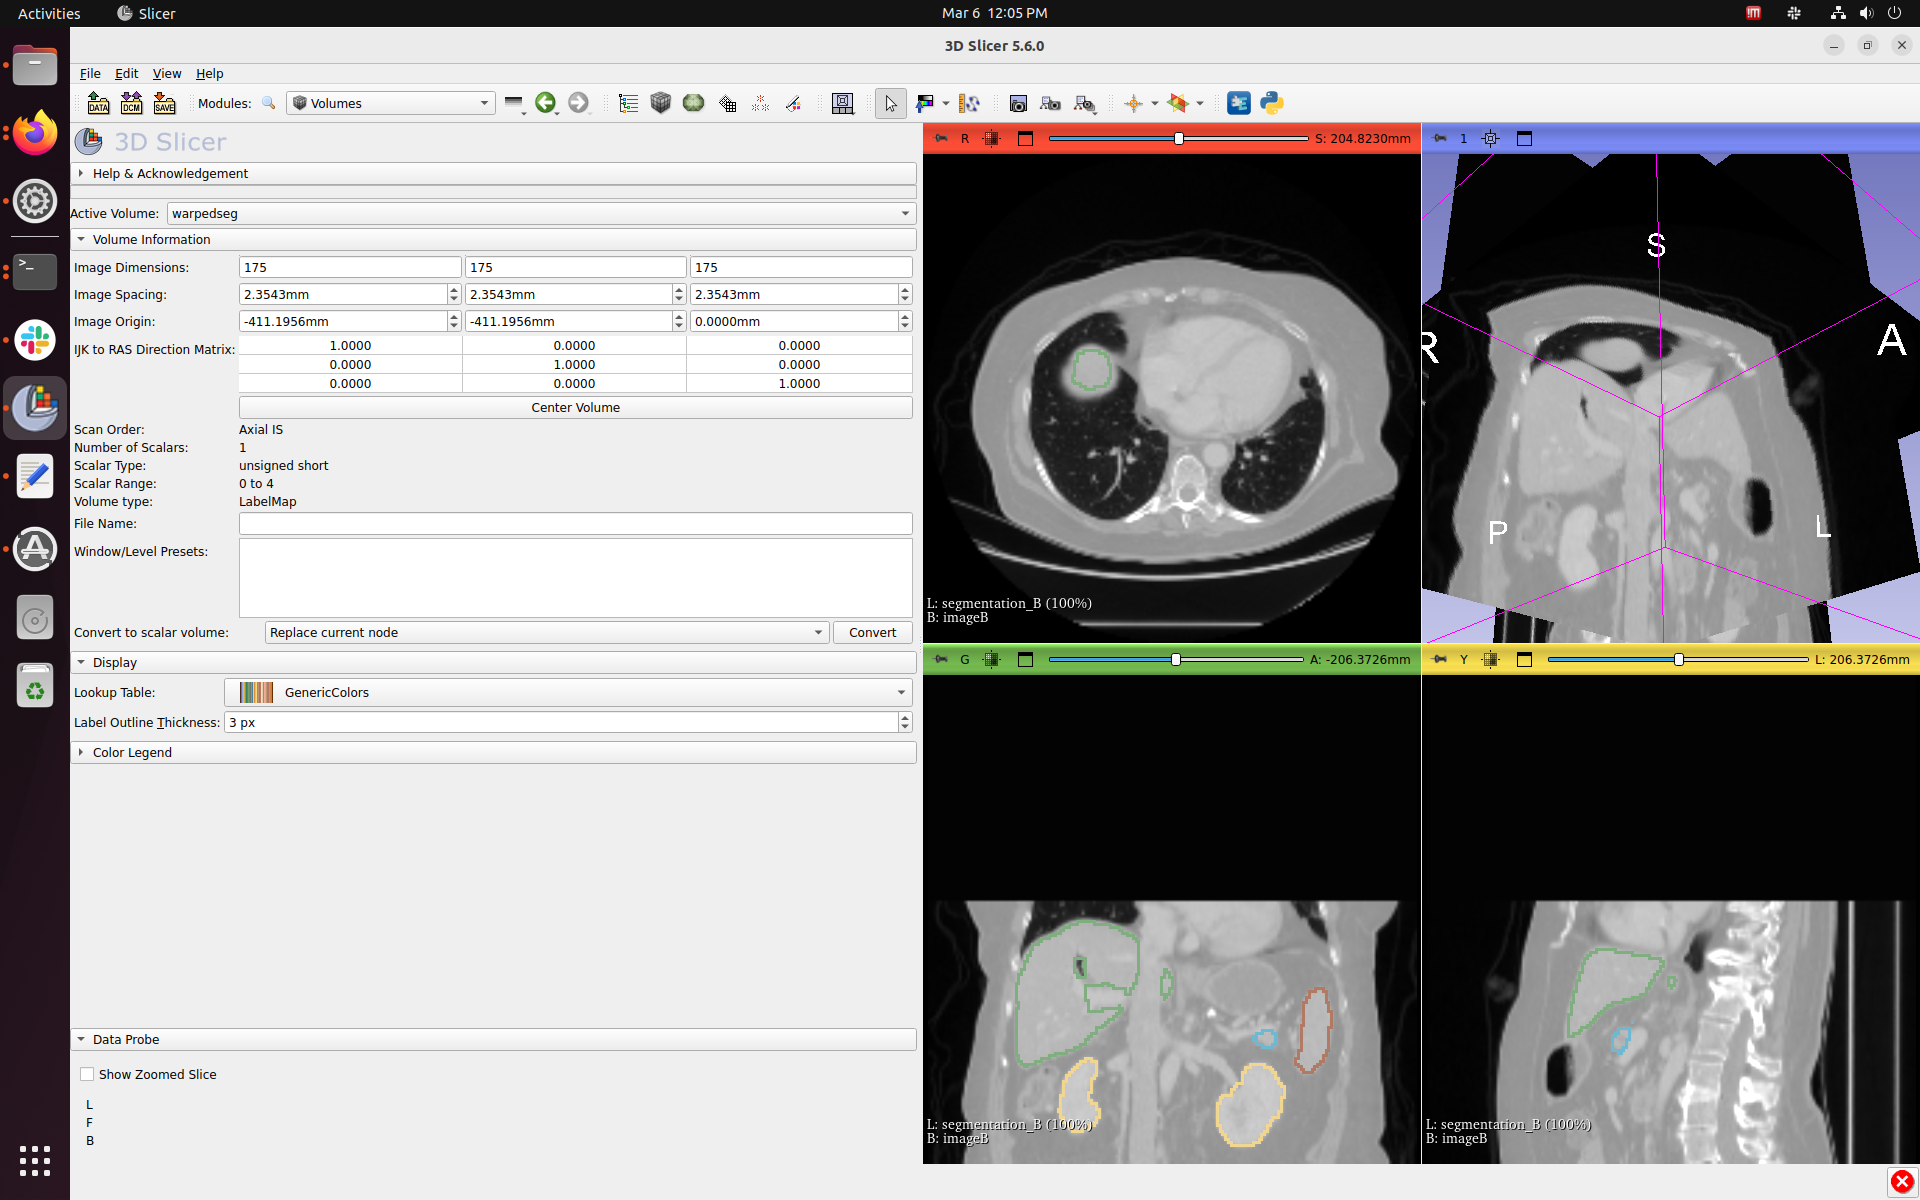 Activities
Slicer
Mar 6 12:05 PM
3D Slicer 5.6.0
File Edit View Help
DATA DCM SAVE Modules: Volumes
3D Slicer
Help & Acknowledgement
Active Volume: warpedseg
Volume Information
Image Dimensions: 175 175 175
Image Spacing: 2.3543mm 2.3543mm 2.3543mm
Image Origin: -411.1956mm -411.1956mm 0.0000mm
IJK to RAS Direction Matrix: 1.0000 0.0000 0.0000
0.0000 1.0000 0.0000
0.0000 0.0000 1.0000
Center Volume
Scan Order: Axial IS
Number of Scalars: 1
Scalar Type: unsigned short
Scalar Range: 0 to 4
Volume type: LabelMap
File Name:
Window/Level Presets:
Convert to scalar volume: Replace current node Convert
Display
Lookup Table: GenericColors
Label Outline Thickness: 3 px
Color Legend
Data Probe
Show Zoomed Slice
L
F
B
R S: 204.8230mm
L: segmentation_B (100%)
B: imageB
1
S
R
A
P
L
G A: -206.3726mm
L: segmentation_B (100%)
B: imageB
Y L: 206.3726mm
L: segmentation_B (100%)
B: imageB